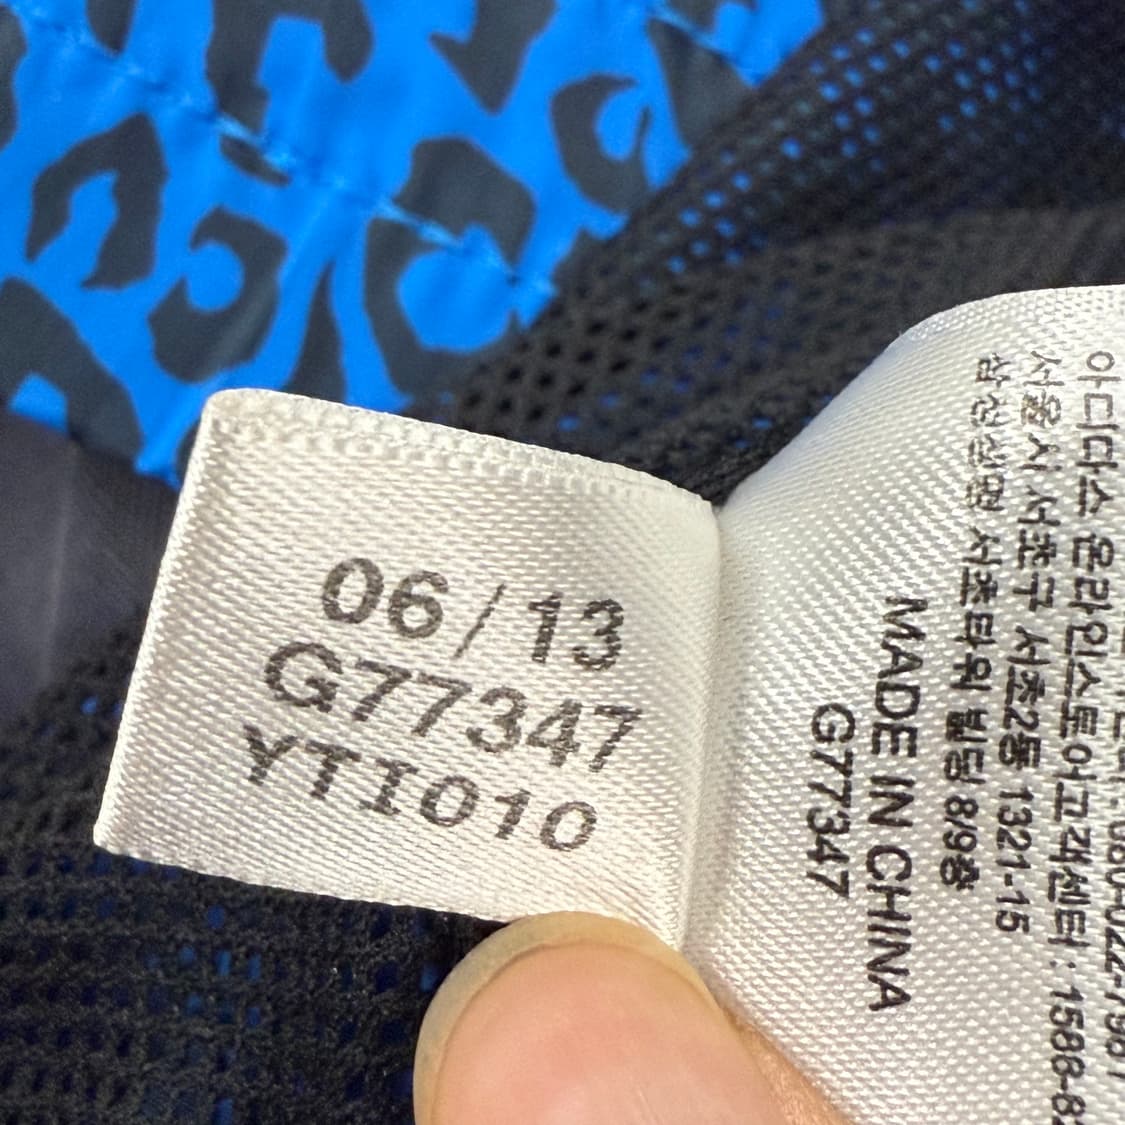 06/13
G77347
YTI010
아디다스 온라인스토어고객센터 : 1588-82
서울시 서초구 서초2동 1321-15
삼성생명 서초타워 빌딩 8/9층
MADE IN CHINA
G77347